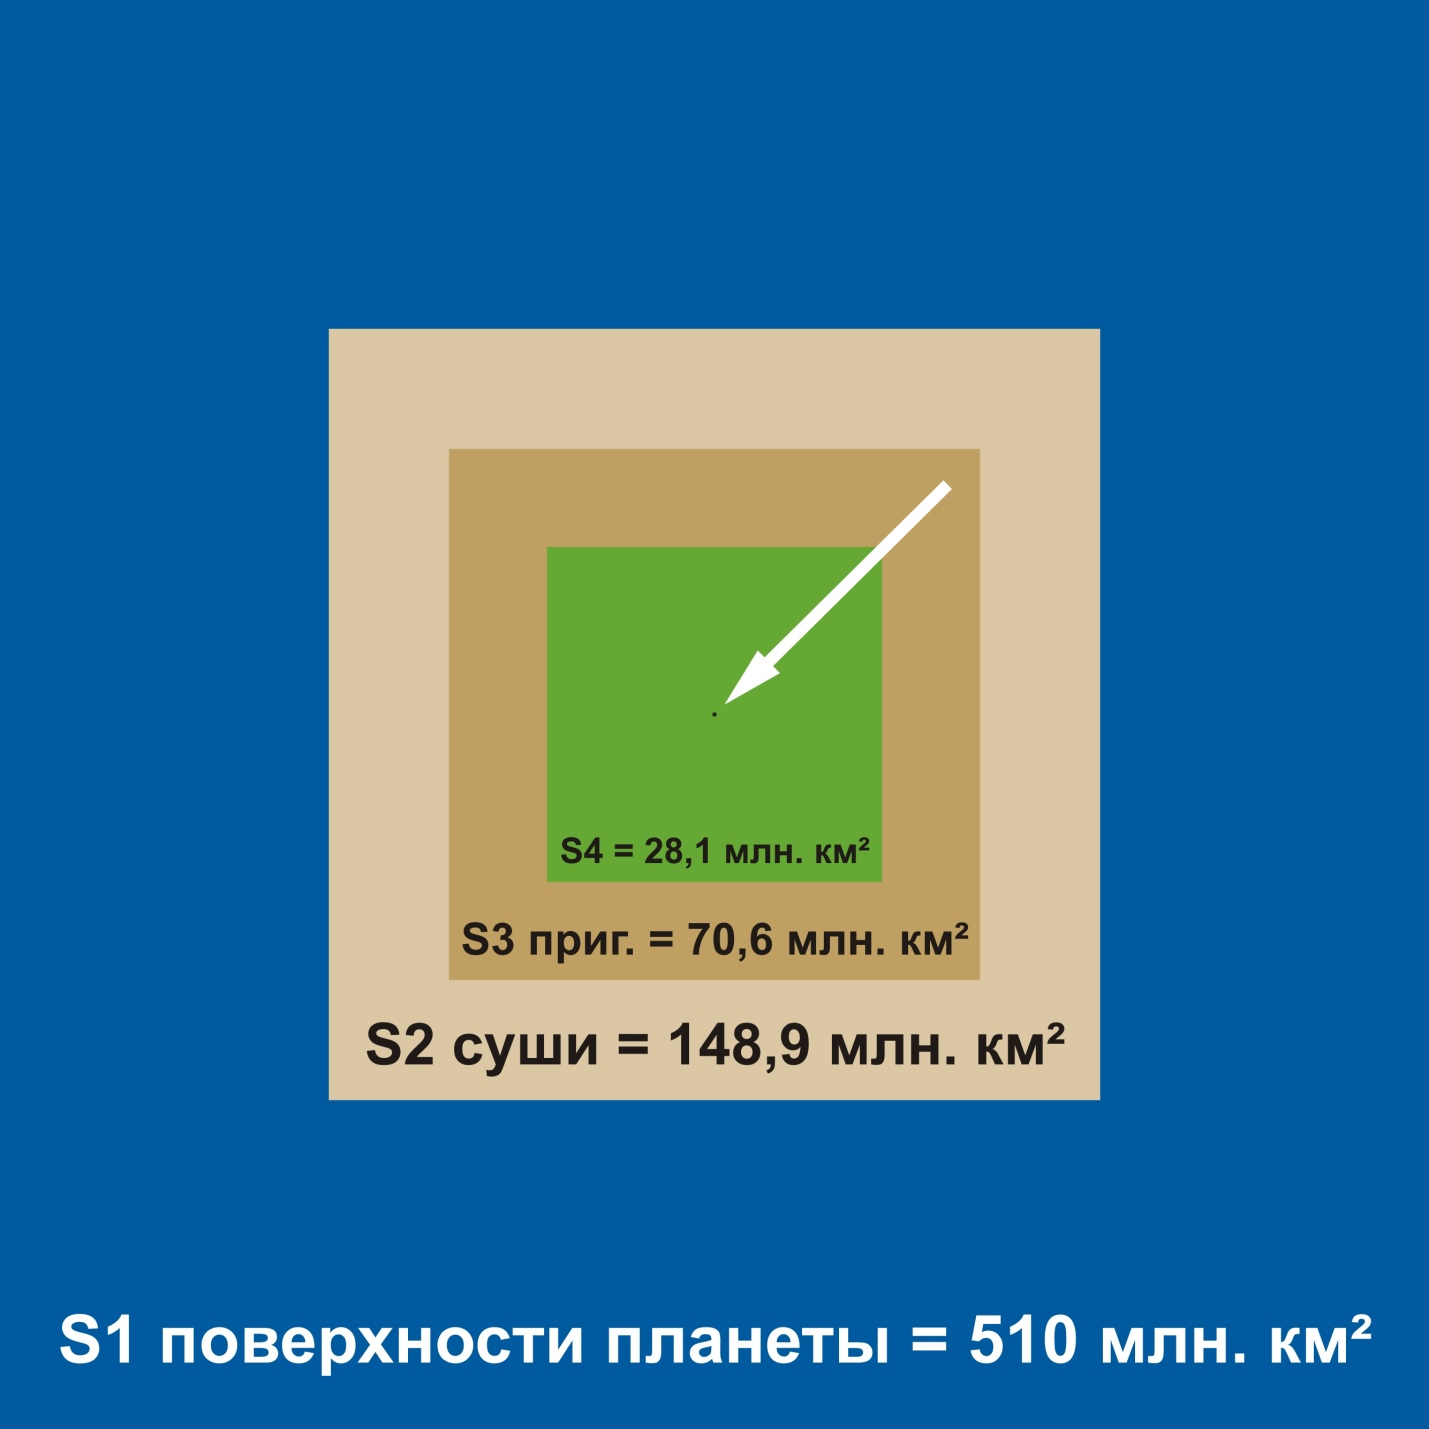 S4 = 28,1 млн. км²
S3 приг. = 70,6 млн. км²
S2 суши = 148,9 млн. км²
S1 поверхности планеты = 510 млн. км²